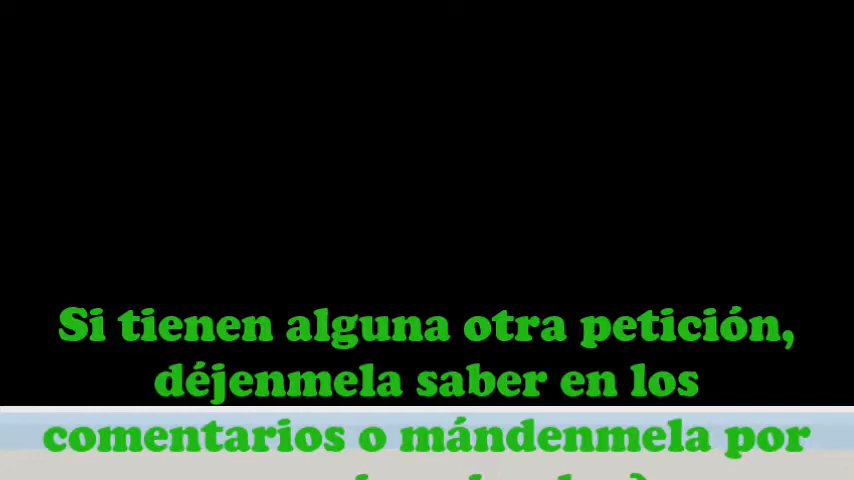 Si tienen alguna otra petición,
déjenmela saber en los
comentarios o mándenmela por